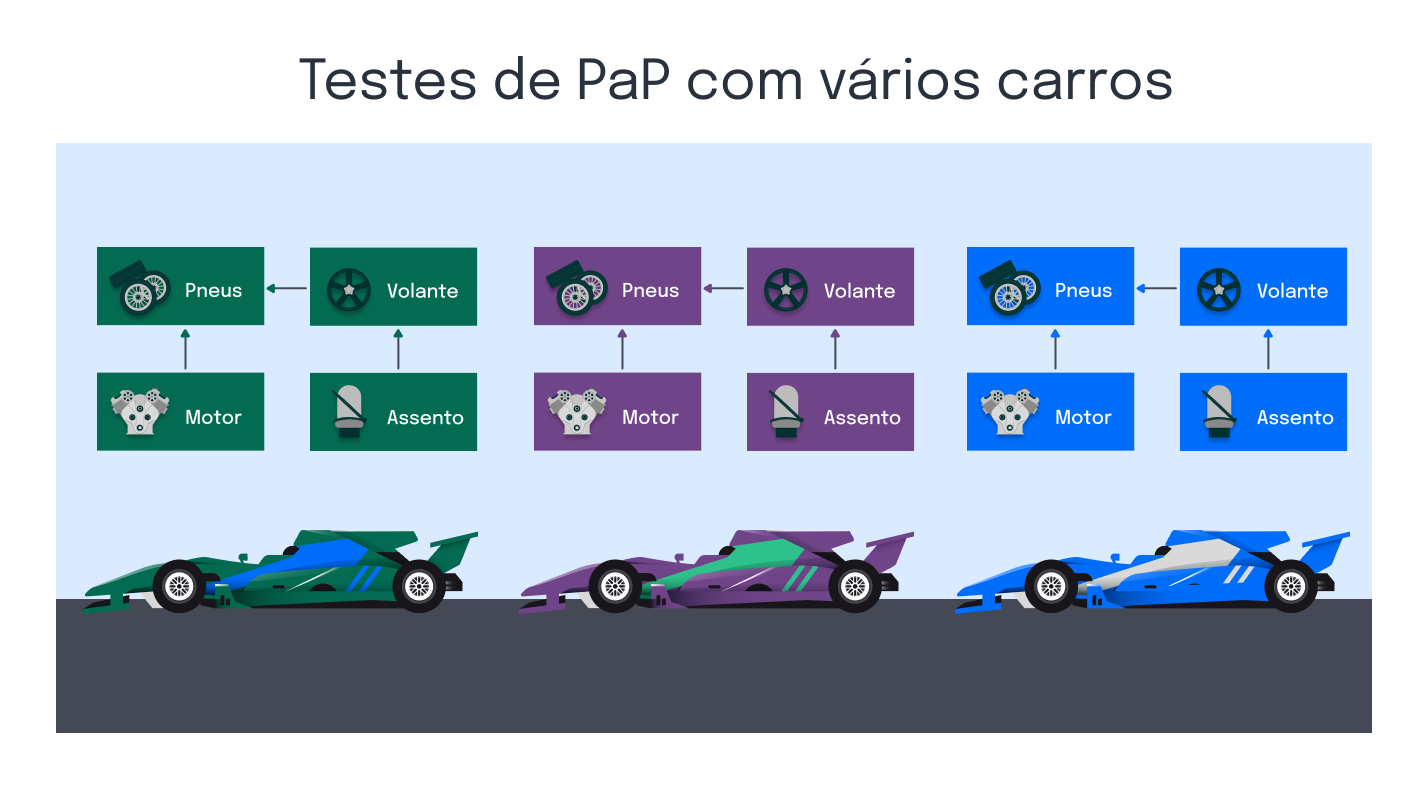 Testes de PaP com vários carros
Pneus
Volante
Motor
Assento
Pneus
Volante
Motor
Assento
Pneus
Volante
Motor
Assento